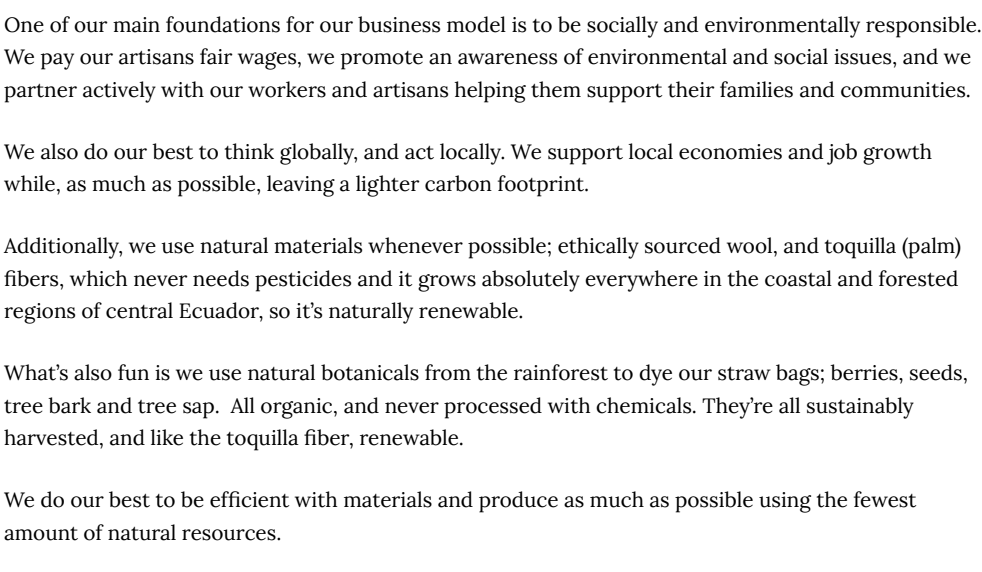 One of our main foundations for our business model is to be socially and environmentally responsible.
We pay our artisans fair wages, we promote an awareness of environmental and social issues, and we
partner actively with our workers and artisans helping them support their families and communities.
We also do our best to think globally, and act locally. We support local economies and job growth
while, as much as possible, leaving a lighter carbon footprint.
Additionally, we use natural materials whenever possible; ethically sourced wool, and toquilla (palm)
fibers, which never needs pesticides and it grows absolutely everywhere in the coastal and forested
regions of central Ecuador, so it’s naturally renewable.
What’s also fun is we use natural botanicals from the rainforest to dye our straw bags; berries, seeds,
tree bark and tree sap.  All organic, and never processed with chemicals. They’re all sustainably
harvested, and like the toquilla fiber, renewable.
We do our best to be efficient with materials and produce as much as possible using the fewest
amount of natural resources.